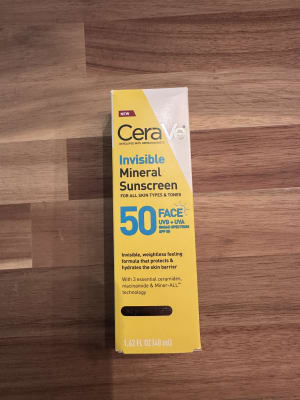 NEW
CeraVe
DEVELOPED WITH DERMATOLOGISTS
Invisible
Mineral
Sunscreen
FOR ALL SKIN TYPES & TONES
50 FACE
UVB + UVA
BROAD SPECTRUM
SPF 50
Invisible, weightless feeling
formula that protects &
hydrates the skin barrier
With 3 essential ceramides,
niacinamide & Miner-ALL™
technology
1.62 FL OZ (48 mL)